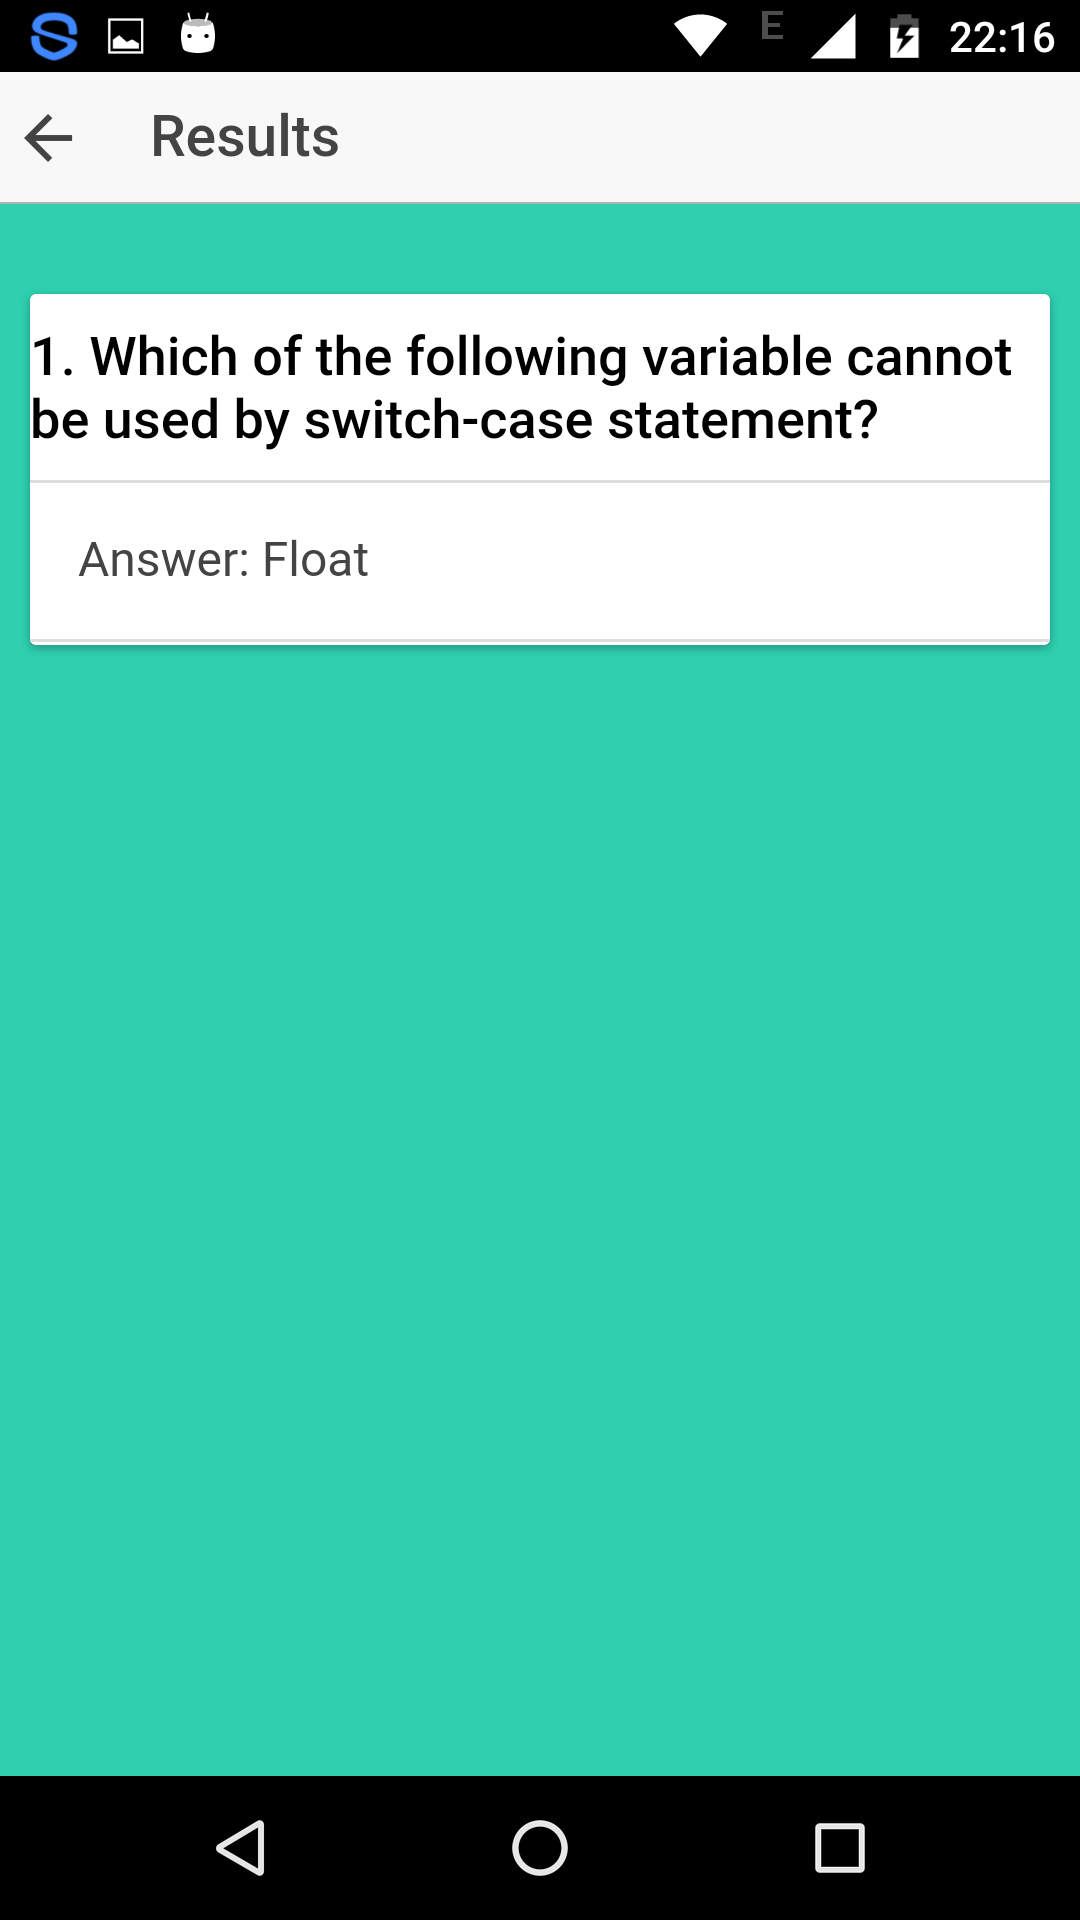 E 22:16
Results
1. Which of the following variable cannot
be used by switch-case statement?
Answer: Float